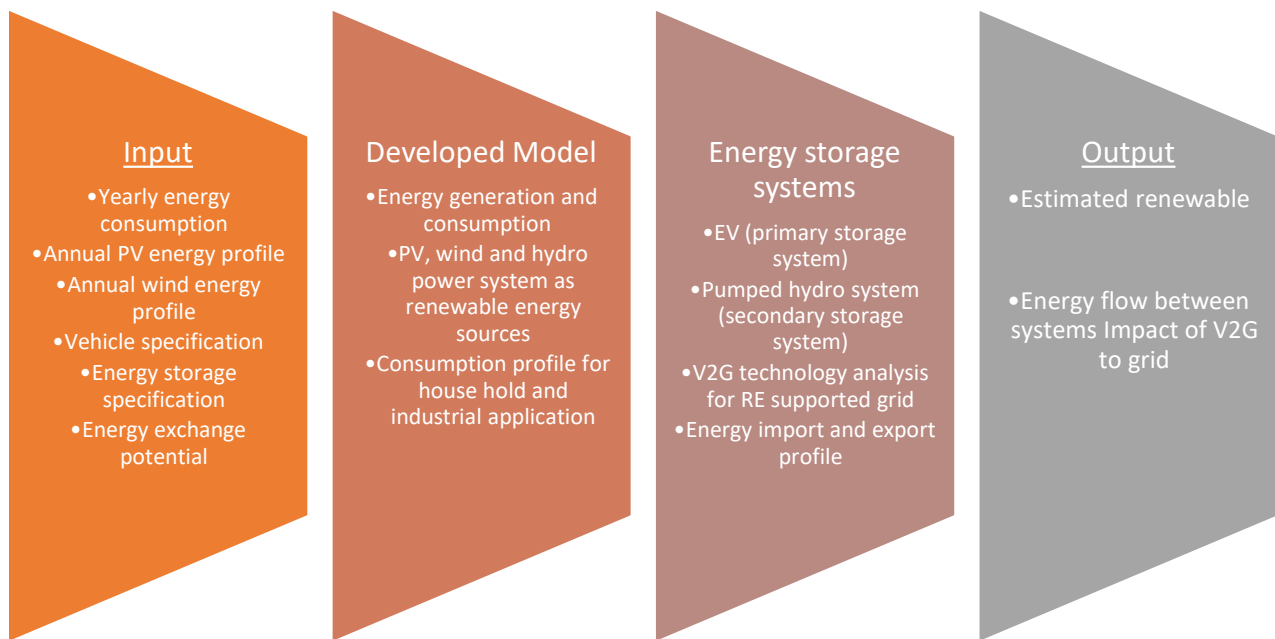 Input
•Yearly energy
consumption
•Annual PV energy profile
•Annual wind energy
profile
•Vehicle specification
•Energy storage
specification
•Energy exchange
potential
Developed Model
•Energy generation and
consumption
•PV, wind and hydro
power system as
renewable energy
sources
•Consumption profile for
house hold and
industrial application
Energy storage
systems
•EV (primary storage
system)
•Pumped hydro system
(secondary storage
system)
•V2G technology analysis
for RE supported grid
•Energy import and export
profile
Output
•Estimated renewable
•Energy flow between
systems Impact of V2G
to grid